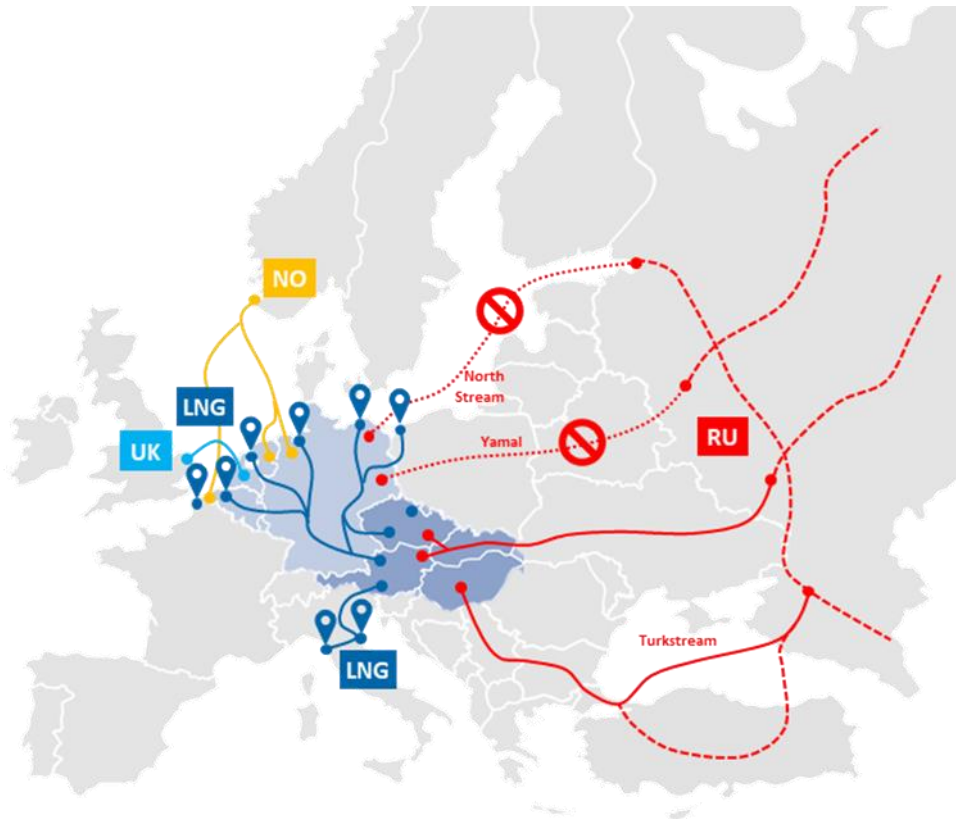 NO
North
Stream
LNG
Yamal
RU
UK
Turkstream
LNG